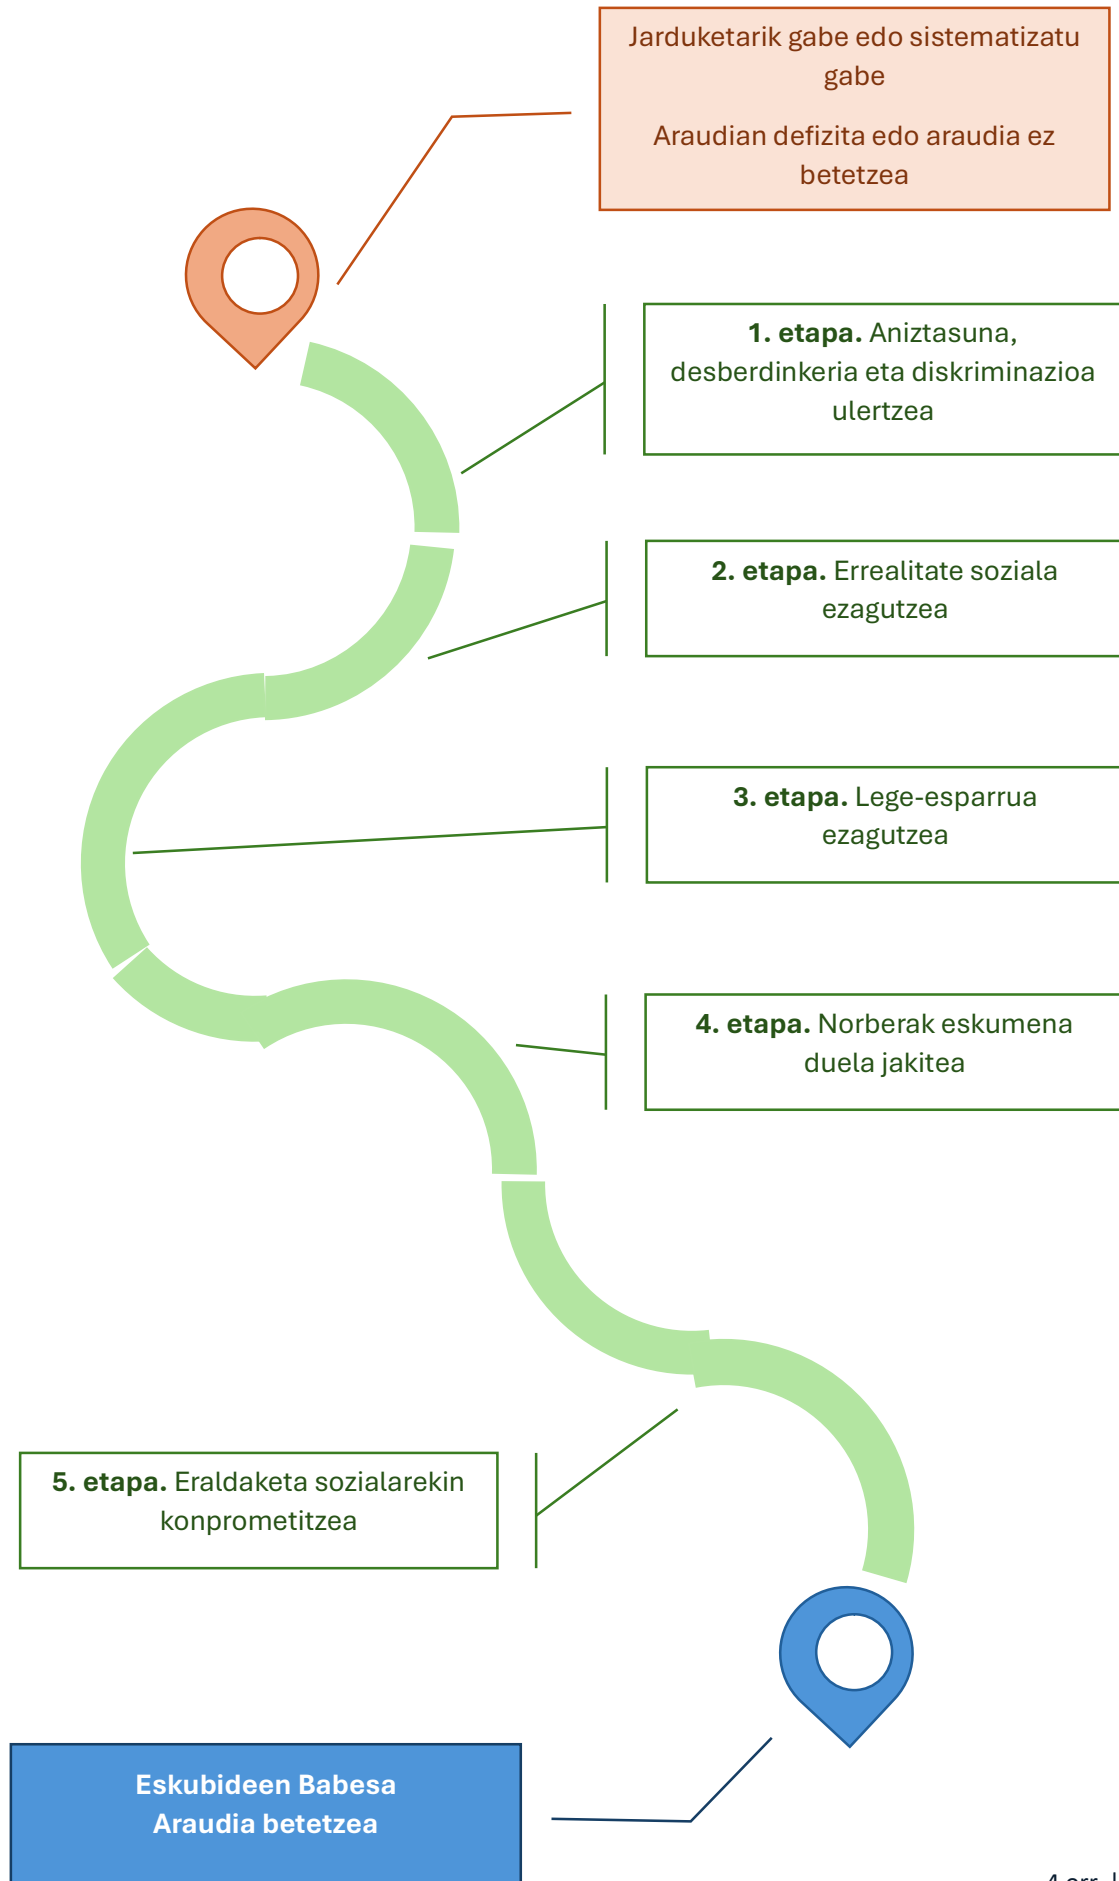 Jarduketarik gabe edo sistematizatu
gabe
Araudian defizita edo araudia ez
betetzea
1. etapa. Aniztasuna,
desberdinkeria eta diskriminazioa
ulertzea
2. etapa. Errealitate soziala
ezagutzea
3. etapa. Lege-esparrua
ezagutzea
4. etapa. Norberak eskumena
duela jakitea
5. etapa. Eraldaketa sozialarekin
konprometitzea
Eskubideen Babesa
Araudia betetzea